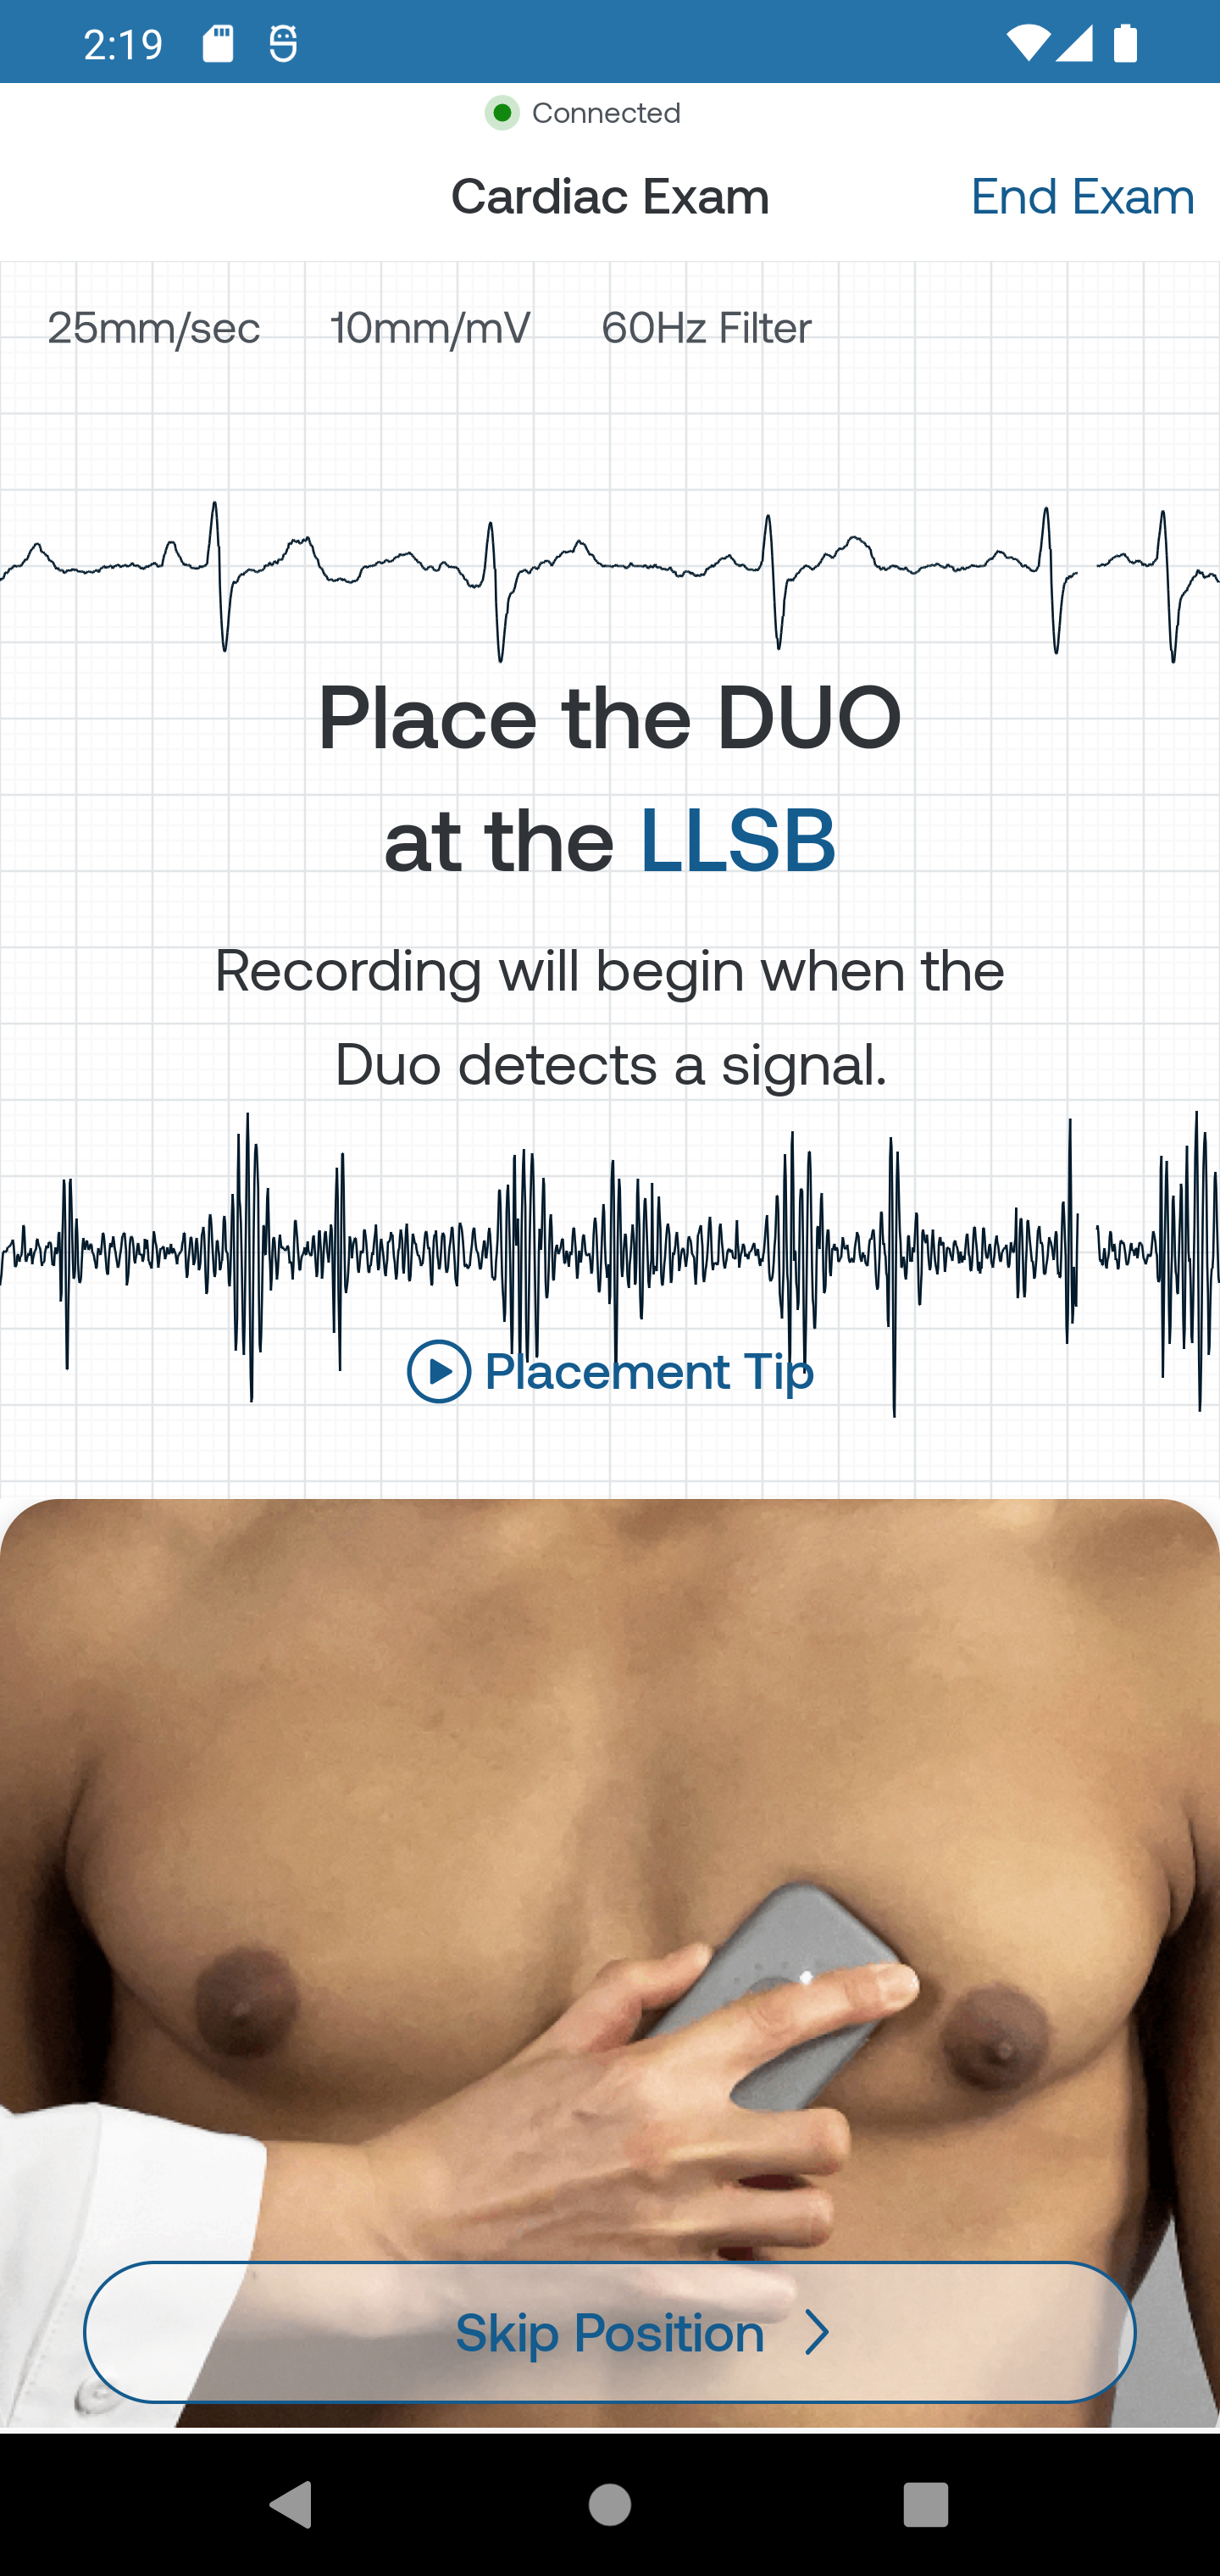 2:19
Connected
Cardiac Exam
End Exam
25mm/sec 10mm/mV 60Hz Filter
Place the DUO
at the LLSB
Recording will begin when the
Duo detects a signal.
Placement Tip
Skip Position